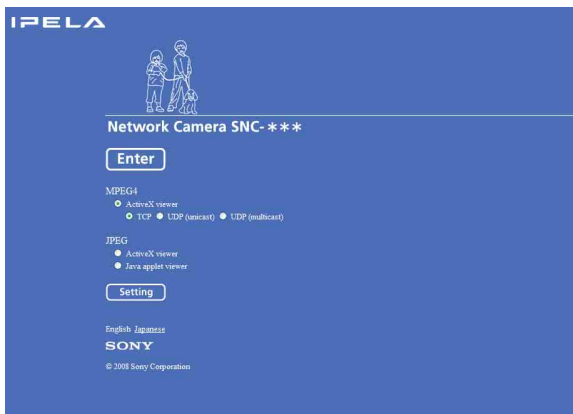 IPELA
Network Camera SNC-***
Enter
MPEG4
ActiveX viewer
TCP UDP (unicast) UDP (multicast)
JPEG
ActiveX viewer
Java applet viewer
Setting
English Japanese
SONY
© 2008 Sony Corporation